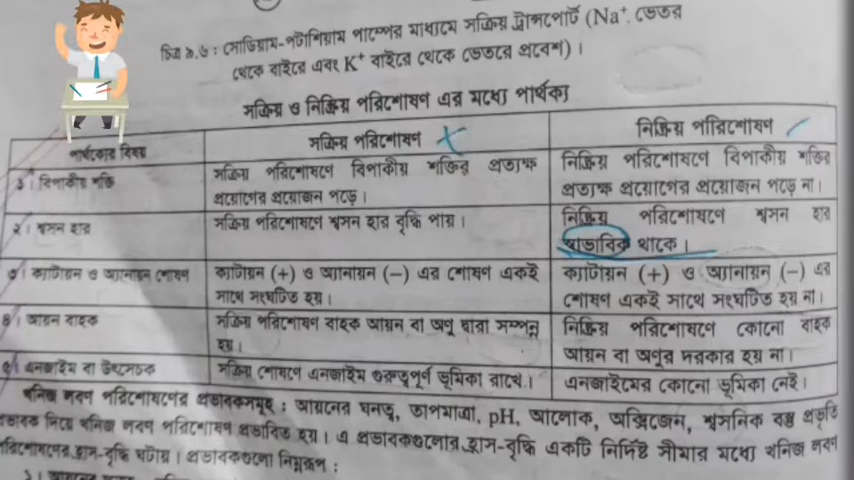 চিত্র ৯.৬ : সোডিয়াম-পটাশিয়াম পাম্পের মাধ্যমে সক্রিয় ট্রান্সপোর্ট (Na⁺ ভেতর
থেকে বাইরে এবং K⁺ বাইরে থেকে ভেতরে প্রবেশ)।
সক্রিয় ও নিষ্ক্রিয় পরিশোষণ এর মধ্যে পার্থক্য
পার্থক্যের বিষয়
সক্রিয় পরিশোষণ
নিষ্ক্রিয় পরিশোষণ
১। বিপাকীয় শক্তি
সক্রিয় পরিশোষণে বিপাকীয় শক্তির প্রত্যক্ষ
প্রয়োগের প্রয়োজন পড়ে।
নিষ্ক্রিয় পরিশোষণে বিপাকীয় শক্তির
প্রত্যক্ষ প্রয়োগের প্রয়োজন পড়ে না।
২। শ্বসন হার
সক্রিয় পরিশোষণে শ্বসন হার বৃদ্ধি পায়।
নিষ্ক্রিয় পরিশোষণে শ্বসন হার
স্বাভাবিক থাকে।
৩। ক্যাটায়ন ও অ্যানায়ন শোষণ
ক্যাটায়ন (+) ও অ্যানায়ন (−) এর শোষণ একই
সাথে সংঘটিত হয়।
ক্যাটায়ন (+) ও অ্যানায়ন (−) এর
শোষণ একই সাথে সংঘটিত হয় না।
৪। আয়ন বাহক
সক্রিয় পরিশোষণ বাহক আয়ন বা অণু দ্বারা সম্পন্ন
হয়।
নিষ্ক্রিয় পরিশোষণে কোনো বাহক
আয়ন বা অণুর দরকার হয় না।
৫। এনজাইম বা উৎসেচক
সক্রিয় শোষণে এনজাইম গুরুত্বপূর্ণ ভূমিকা রাখে।
এনজাইমের কোনো ভূমিকা নেই।
খনিজ লবণ পরিশোষণের প্রভাবকসমূহ : আয়নের ঘনত্ব, তাপমাত্রা, pH, আলোক, অক্সিজেন, শ্বসনিক বস্তু প্রভৃতি
প্রভাবক দিয়ে খনিজ লবণ পরিশোষণ প্রভাবিত হয়। এ প্রভাবকগুলোর হ্রাস-বৃদ্ধি একটি নির্দিষ্ট সীমার মধ্যে খনিজ লবণ
পরিশোষণের হ্রাস-বৃদ্ধি ঘটায়। প্রভাবকগুলো নিম্নরূপ :